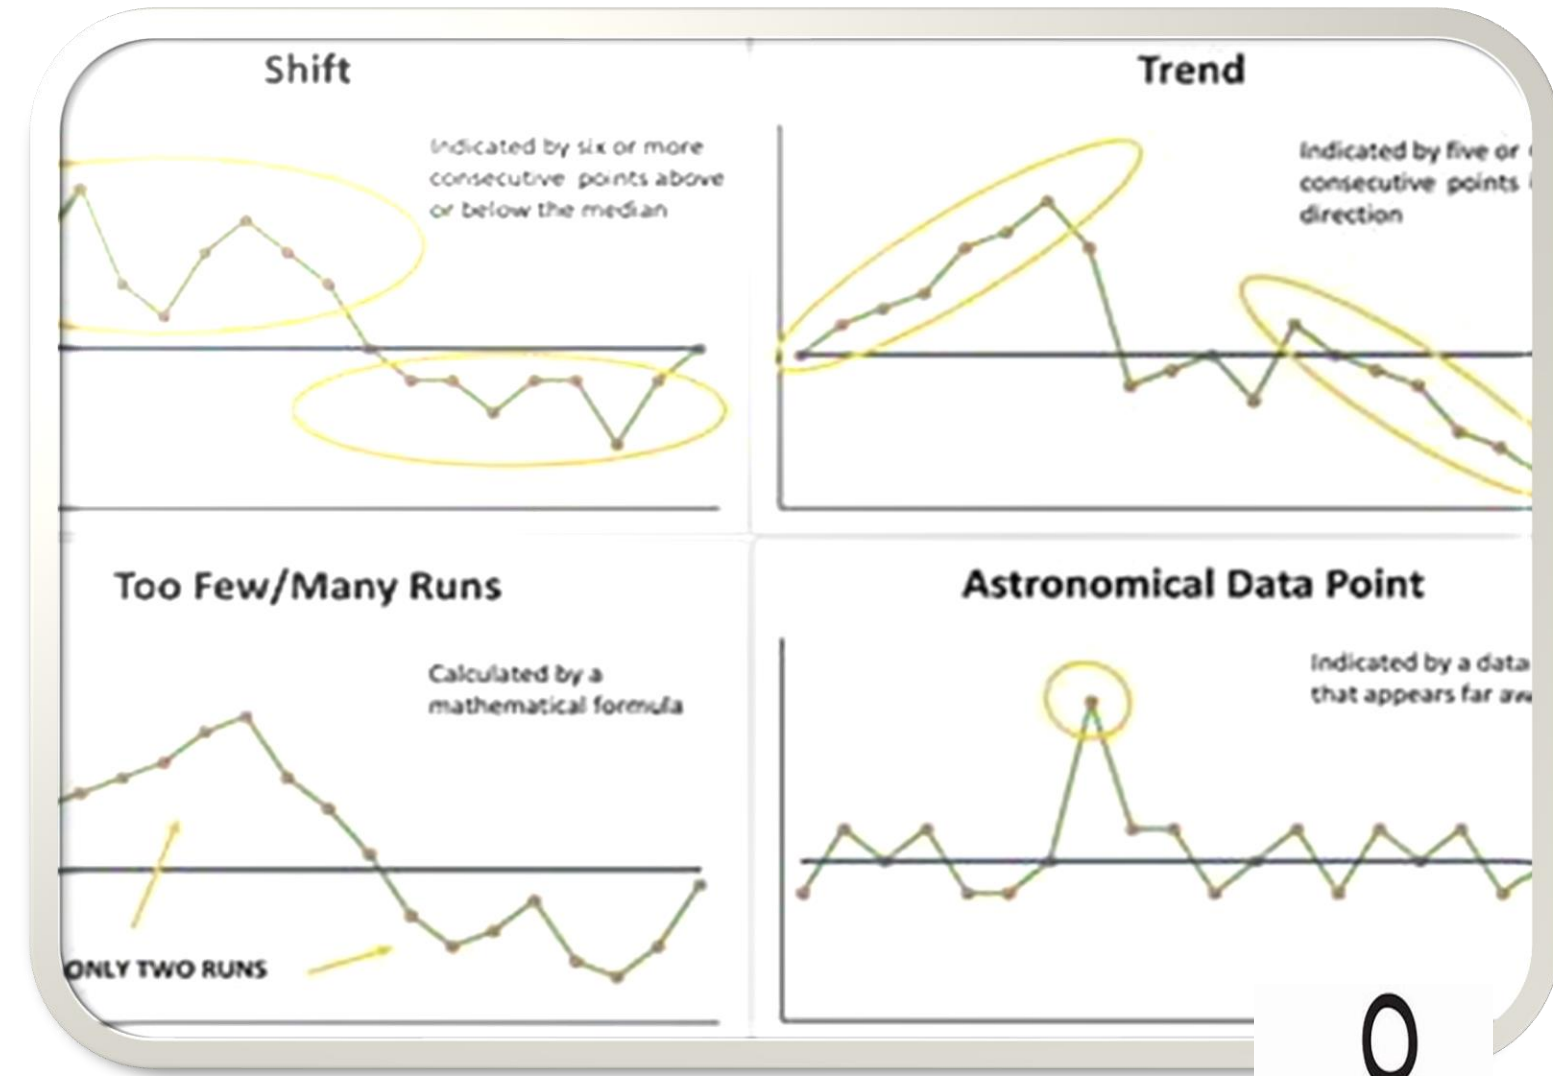 Shift
Indicated by six or more
consecutive points above
or below the median
Trend
Indicated by five or
consecutive points
direction
Too Few/Many Runs
Calculated by a
mathematical formula
ONLY TWO RUNS
Astronomical Data Point
Indicated by a data
that appears far
0